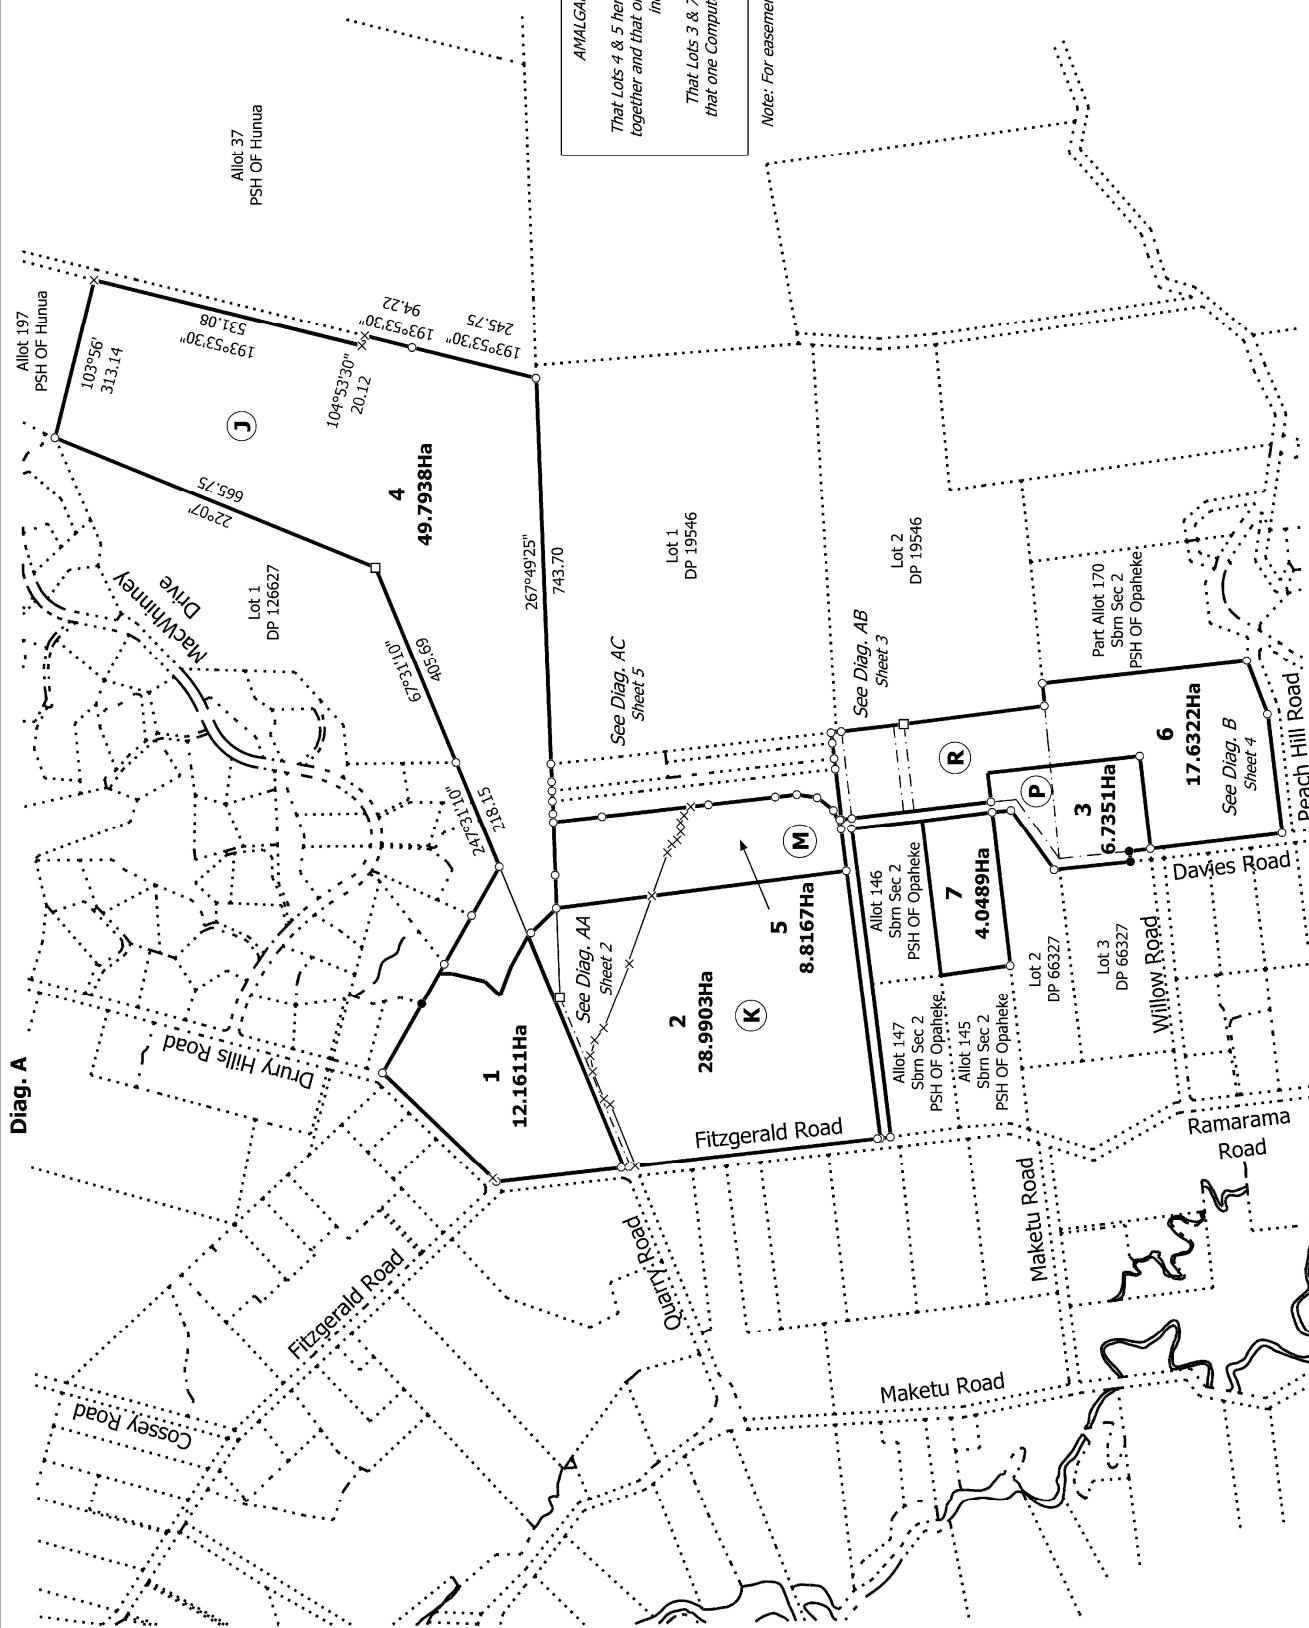 Diag. A
AMALGA
That Lots 4 & 5 her
together and that o
in
That Lots 3 & 7
that one Comput
Note: For easemen
Allot 37
PSH OF Hunua
Allot 197
PSH OF Hunua
103°56'
313.14
193°53'30"
531.08
104°53'30"
20.12
193°53'30"
94.22
193°53'30"
245.75
J
22°07'
665.75
4
49.7938Ha
267°49'25"
743.70
67°31'10"
405.69
247°31'10"
218.15
MacWhinney
Drive
Lot 1
DP 126627
Lot 1
DP 19546
Lot 2
DP 19546
See Diag. AC
Sheet 5
See Diag. AB
Sheet 3
Part Allot 170
Sbrn Sec 2
PSH OF Opaheke
R
P
6
17.6322Ha
See Diag. B
Sheet 4
3
6.7351Ha
Peach Hill Road
Davies Road
M
5
8.8167Ha
Allot 146
Sbrn Sec 2
PSH OF Opaheke
7
4.0489Ha
See Diag. AA
Sheet 2
2
28.9903Ha
K
Lot 2
DP 66327
Lot 3
DP 66327
Willow Road
Allot 147
Sbrn Sec 2
PSH OF Opaheke
Allot 145
Sbrn Sec 2
PSH OF Opaheke
1
12.1611Ha
Drury Hills Road
Fitzgerald Road
Ramarama
Road
Maketu Road
Quarry Road
Fitzgerald Road
Maketu Road
Cossey Road